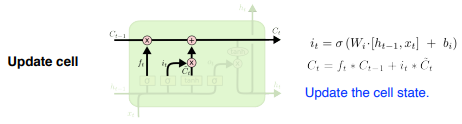 C_{t-1} C_t
i_t = σ (W_i·[h_{t-1}, x_t] + b_i)
f_t i_t C̃_t
Update cell
C_t = f_t * C_{t-1} + i_t * C̃_t
Update the cell state.